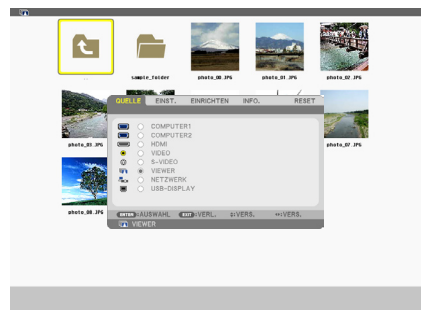 ..
sample_folder
photo_00.JPG
photo_01.JPG
photo_02.JPG
QUELLE EINST. EINRICHTEN INFO. RESET
photo_03.JPG
photo_07.JPG
COMPUTER1
COMPUTER2
HDMI
VIDEO
S-VIDEO
VIEWER
NETZWERK
USB-DISPLAY
photo_08.JPG
ENTER :AUSWAHL EXIT :VERL. ↕:VERS. ↔:VERS.
VIEWER